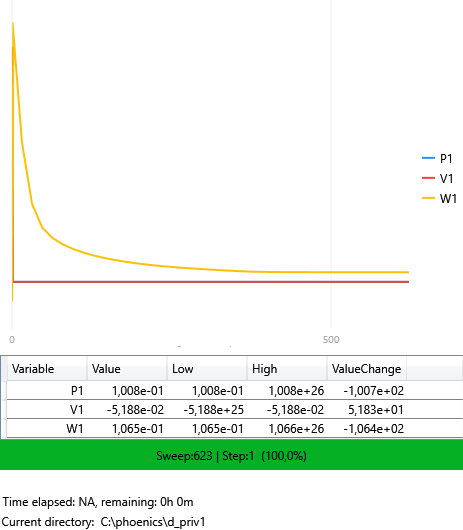 P1
V1
W1
0 500
Variable Value Low High ValueChange
P1 1,008e-01 1,008e-01 1,008e+26 -1,007e+02
V1 -5,188e-02 -5,188e+25 -5,188e-02 5,183e+01
W1 1,065e-01 1,065e-01 1,066e+26 -1,064e+02
Sweep:623 | Step:1 (100,0%)
Time elapsed: NA, remaining: 0h 0m
Current directory: C:\phoenics\d_priv1